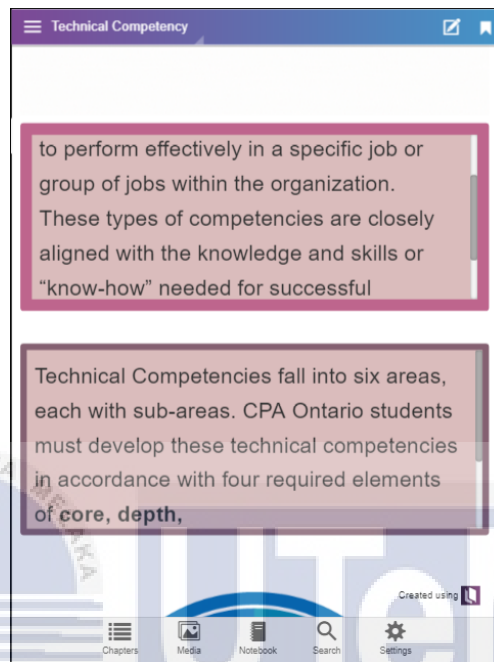 Technical Competency
to perform effectively in a specific job or
group of jobs within the organization.
These types of competencies are closely
aligned with the knowledge and skills or
“know-how” needed for successful
Technical Competencies fall into six areas,
each with sub-areas. CPA Ontario students
must develop these technical competencies
in accordance with four required elements
of core, depth,
MELAKA
UTe
Created using
Chapters
Media
Notebook
Search
Settings